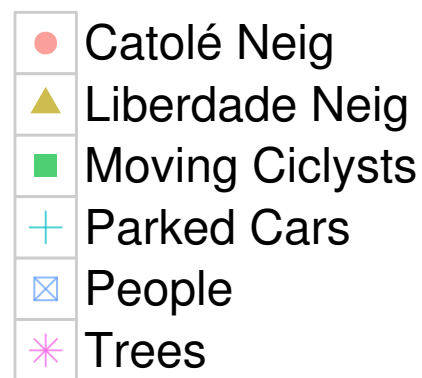 Catolé Neig
Liberdade Neig
Moving Ciclysts
Parked Cars
People
Trees